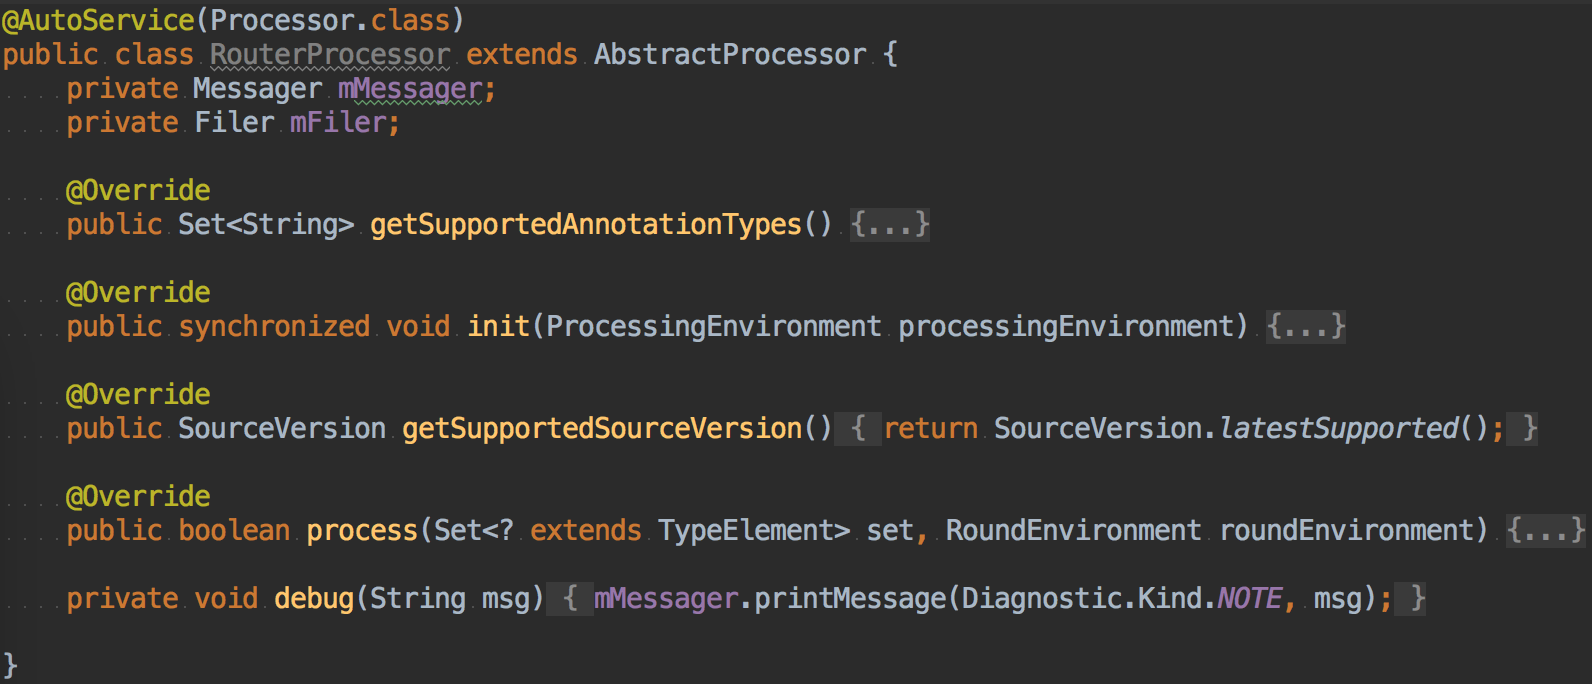 @AutoService(Processor.class)
public class RouterProcessor extends AbstractProcessor {
    private Messager mMessager;
    private Filer mFiler;

    @Override
    public Set<String> getSupportedAnnotationTypes() {...}

    @Override
    public synchronized void init(ProcessingEnvironment processingEnvironment) {...}

    @Override
    public SourceVersion getSupportedSourceVersion() { return SourceVersion.latestSupported(); }

    @Override
    public boolean process(Set<? extends TypeElement> set, RoundEnvironment roundEnvironment) {...}

    private void debug(String msg) { mMessager.printMessage(Diagnostic.Kind.NOTE, msg); }

}